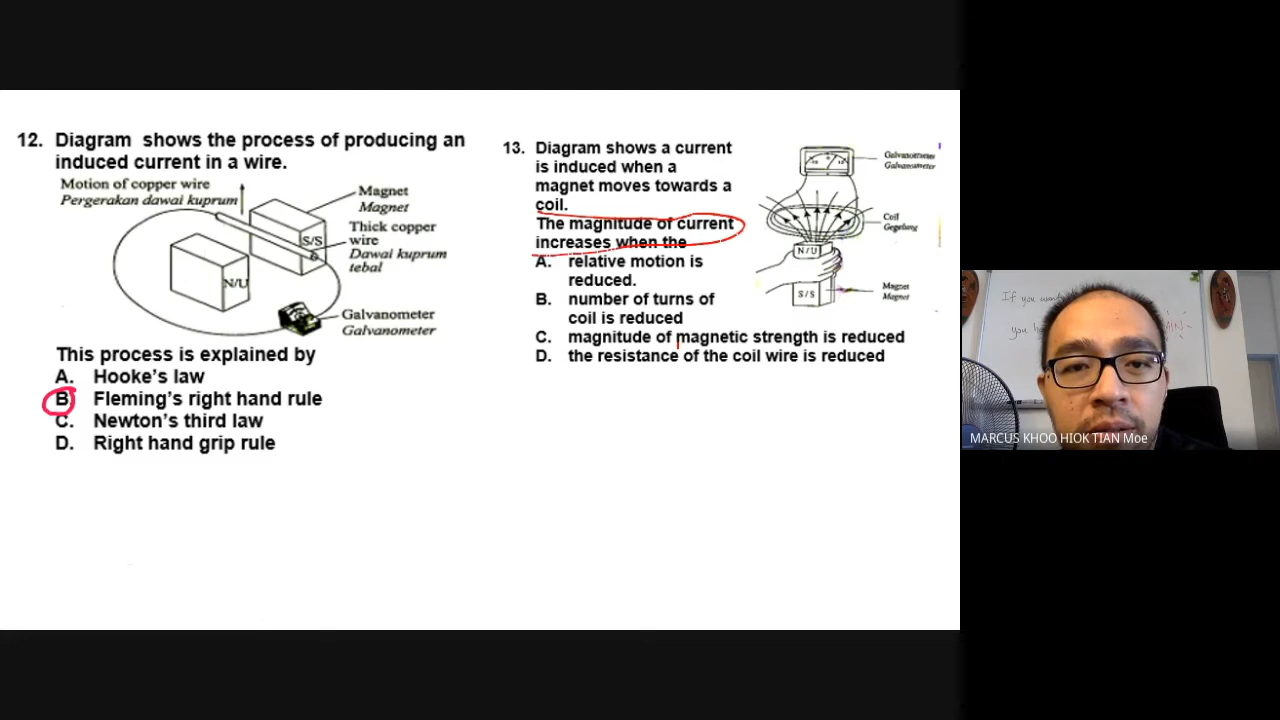 12. Diagram shows the process of producing an
induced current in a wire.
Motion of copper wire
Pergerakan dawai kuprum
Magnet
Magnet
Thick copper
wire
Dawai kuprum
tebal
S/S
N/U
Galvanometer
Galvanometer
This process is explained by
A. Hooke's law
B. Fleming's right hand rule
C. Newton's third law
D. Right hand grip rule
13. Diagram shows a current
is induced when a
magnet moves towards a
coil.
The magnitude of current
increases when the
A. relative motion is
reduced.
B. number of turns of
coil is reduced
C. magnitude of magnetic strength is reduced
D. the resistance of the coil wire is reduced
Galvanometer
Galvanometer
Coil
Gegelung
N/U
S/S
Magnet
Magnet
If you
you
MARCUS KHOO HIOK TIAN Moe